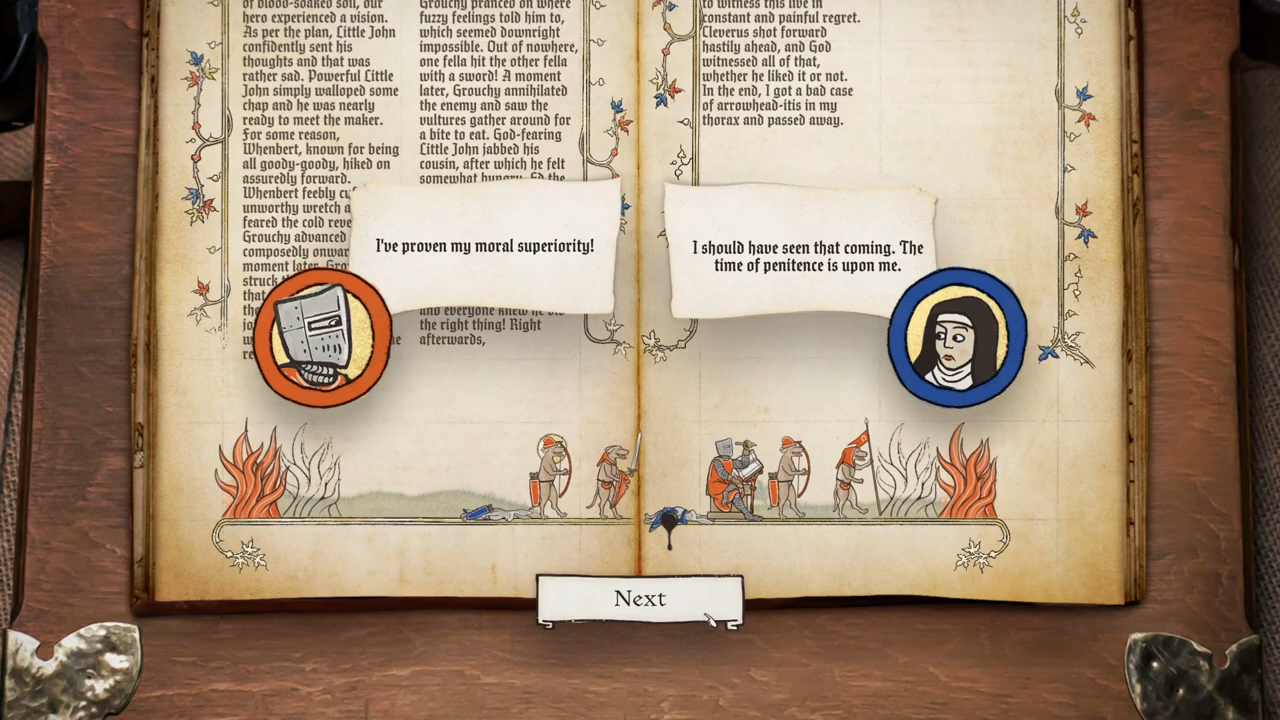 of blood-soaked soil, our
hero experienced a vision.
As per the plan, Little John
confidently sent his
thoughts and that was
rather sad. Powerful Little
John simply walloped some
chap and he was nearly
ready to meet the maker.
For some reason,
Whenbert, known for being
all goody-goody, hiked on
assuredly forward.
Whenbert feebly
unworthy wretch
feared the cold
Grouchy advanced
composedly
moment later,
struck
that
Grouchy pranced on where
fuzzy feelings told him to,
which seemed downright
impossible. Out of nowhere,
one fella hit the other fella
with a sword! A moment
later, Grouchy annihilated
the enemy and saw the
vultures gather around for
a bite to eat. God-fearing
Little John jabbed his
cousin, after which he felt
somewhat hungry. Ed the
and everyone knew he
the right thing! Right
afterwards,
to witness this live in
constant and painful regret.
Cleverus shot forward
hastily ahead, and God
witnessed all of that,
whether he liked it or not.
In the end, I got a bad case
of arrowhead-itis in my
thorax and passed away.
I've proven my moral superiority!
I should have seen that coming. The
time of penitence is upon me.
Next